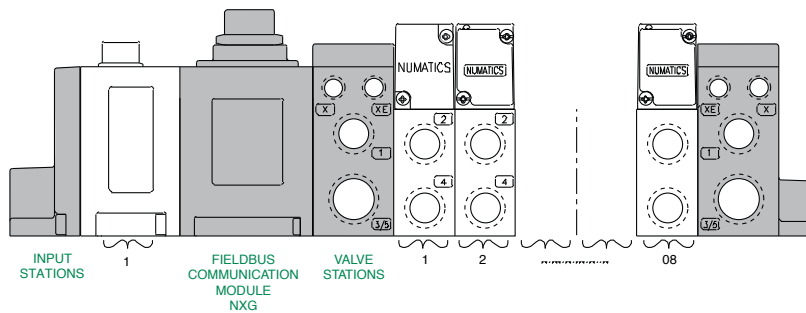 NUMATICS
NUMATICS
NUMATICS
X
XE
XE
X
2
2
1
1
4
4
3/5
3/5
INPUT
STATIONS
1
FIELDBUS
COMMUNICATION
MODULE
NXG
VALVE
STATIONS
1
2
08